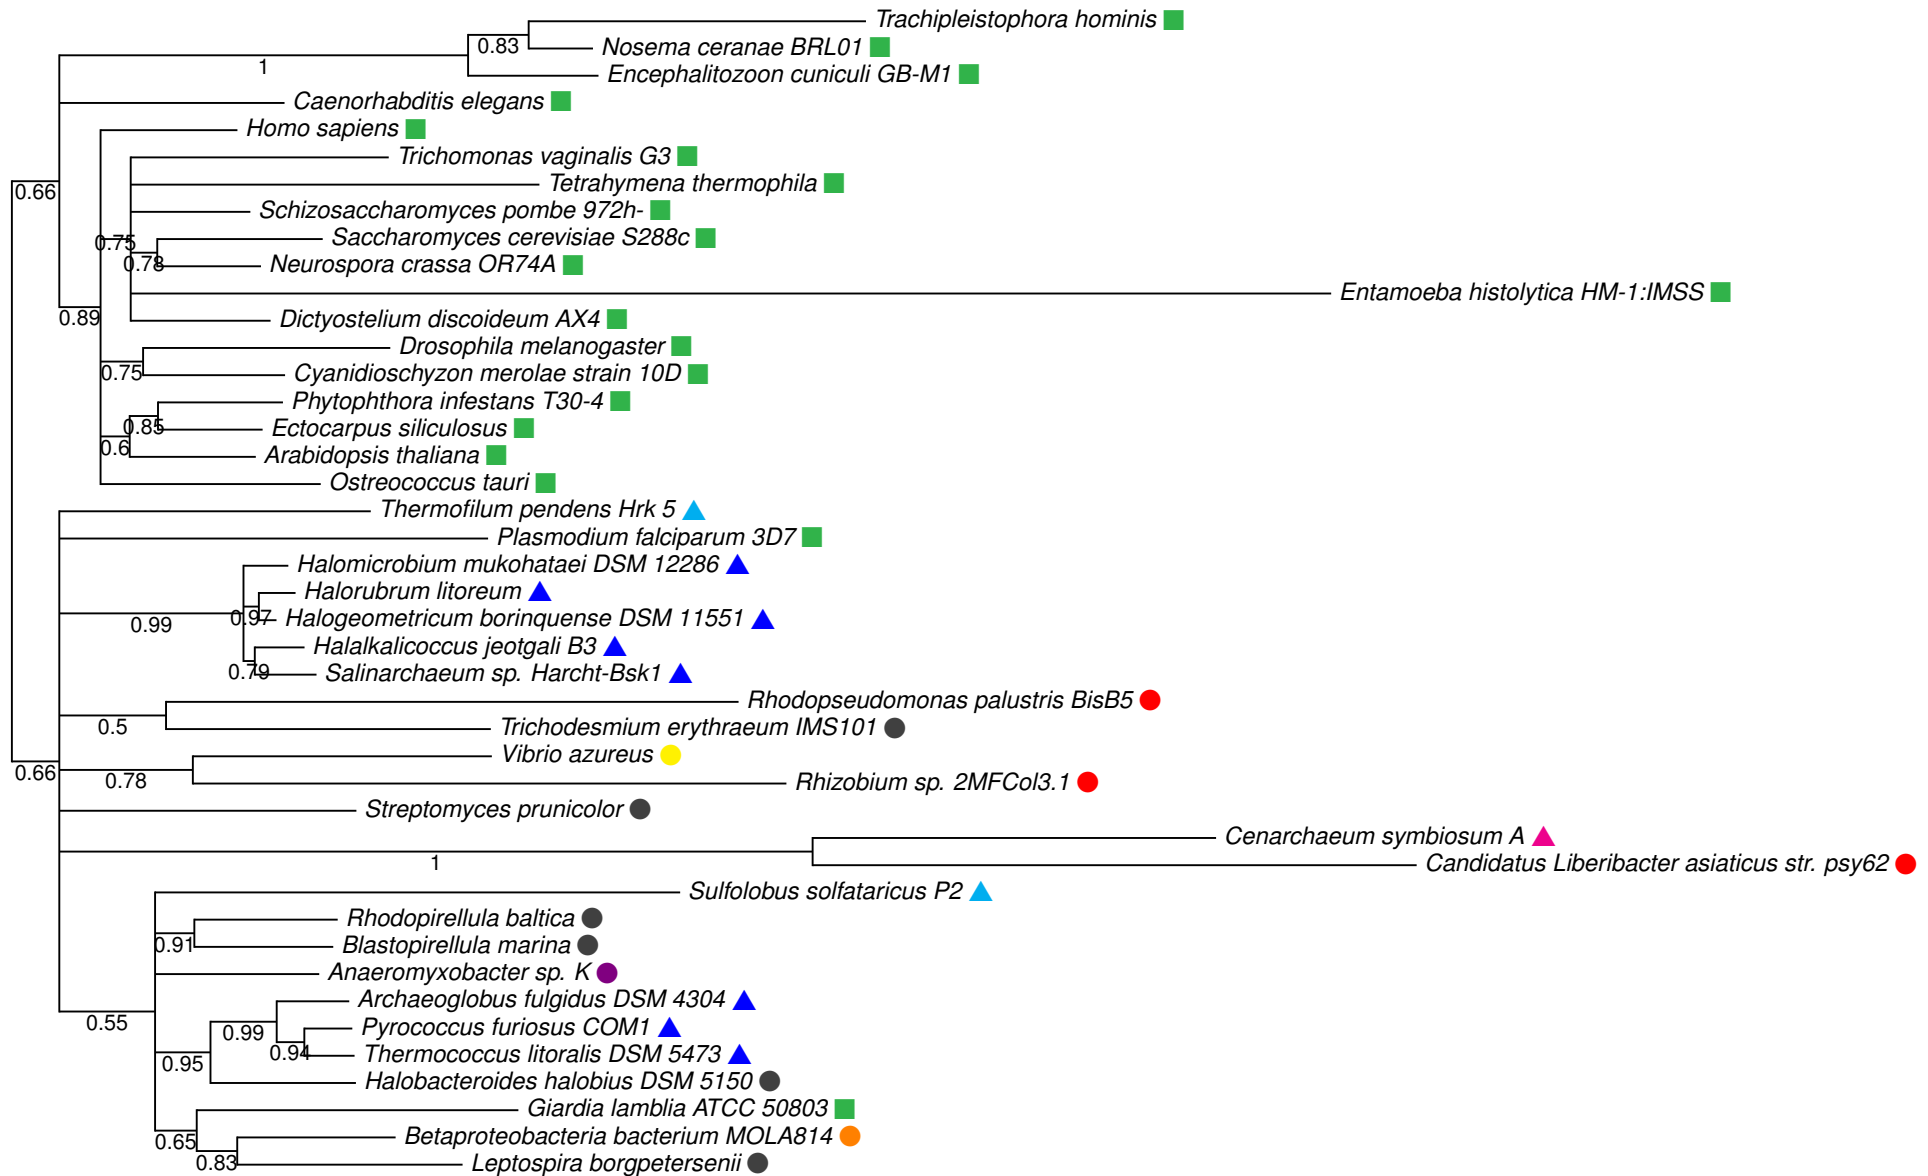 Trachipleistophora hominis
0.83
Nosema ceranae BRL01
1
Encephalitozoon cuniculi GB-M1
Caenorhabditis elegans
Homo sapiens
Trichomonas vaginalis G3
0.66
Tetrahymena thermophila
Schizosaccharomyces pombe 972h-
0.75
Saccharomyces cerevisiae S288c
0.78
Neurospora crassa OR74A
Entamoeba histolytica HM-1:IMSS
0.89
Dictyostelium discoideum AX4
Drosophila melanogaster
0.75
Cyanidioschyzon merolae strain 10D
Phytophthora infestans T30-4
0.85
Ectocarpus siliculosus
0.6
Arabidopsis thaliana
Ostreococcus tauri
Thermofilum pendens Hrk 5
Plasmodium falciparum 3D7
Halomicrobium mukohataei DSM 12286
Halorubrum litoreum
0.99
0.97
Halogeometricum borinquense DSM 11551
Halalkalicoccus jeotgali B3
0.79
Salinarchaeum sp. Harcht-Bsk1
Rhodopseudomonas palustris BisB5
0.5
Trichodesmium erythraeum IMS101
Vibrio azureus
0.66
0.78
Rhizobium sp. 2MFCol3.1
Streptomyces prunicolor
Cenarchaeum symbiosum A
1
Candidatus Liberibacter asiaticus str. psy62
Sulfolobus solfataricus P2
Rhodopirellula baltica
0.91
Blastopirellula marina
Anaeromyxobacter sp. K
Archaeoglobus fulgidus DSM 4304
0.55
0.99
Pyrococcus furiosus COM1
0.94
Thermococcus litoralis DSM 5473
0.95
Halobacteroides halobius DSM 5150
Giardia lamblia ATCC 50803
0.65
Betaproteobacteria bacterium MOLA814
0.83
Leptospira borgpetersenii